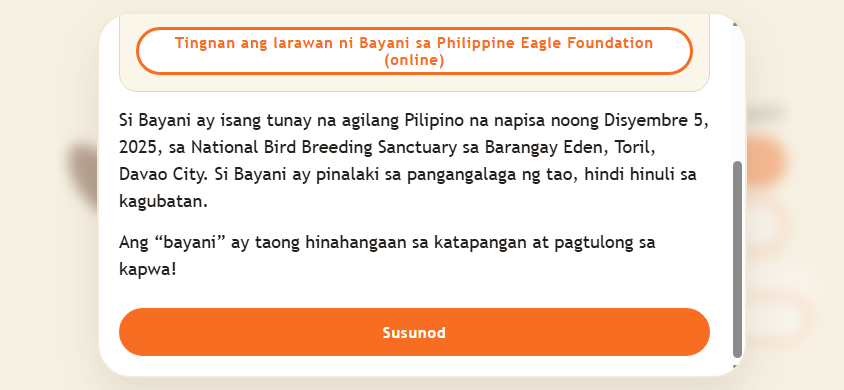 Tingnan ang larawan ni Bayani sa Philippine Eagle Foundation
(online)
Si Bayani ay isang tunay na agilang Pilipino na napisa noong Disyembre 5,
2025, sa National Bird Breeding Sanctuary sa Barangay Eden, Toril,
Davao City. Si Bayani ay pinalaki sa pangangalaga ng tao, hindi hinuli sa
kagubatan.
Ang “bayani” ay taong hinahangaan sa katapangan at pagtulong sa
kapwa!
Susunod